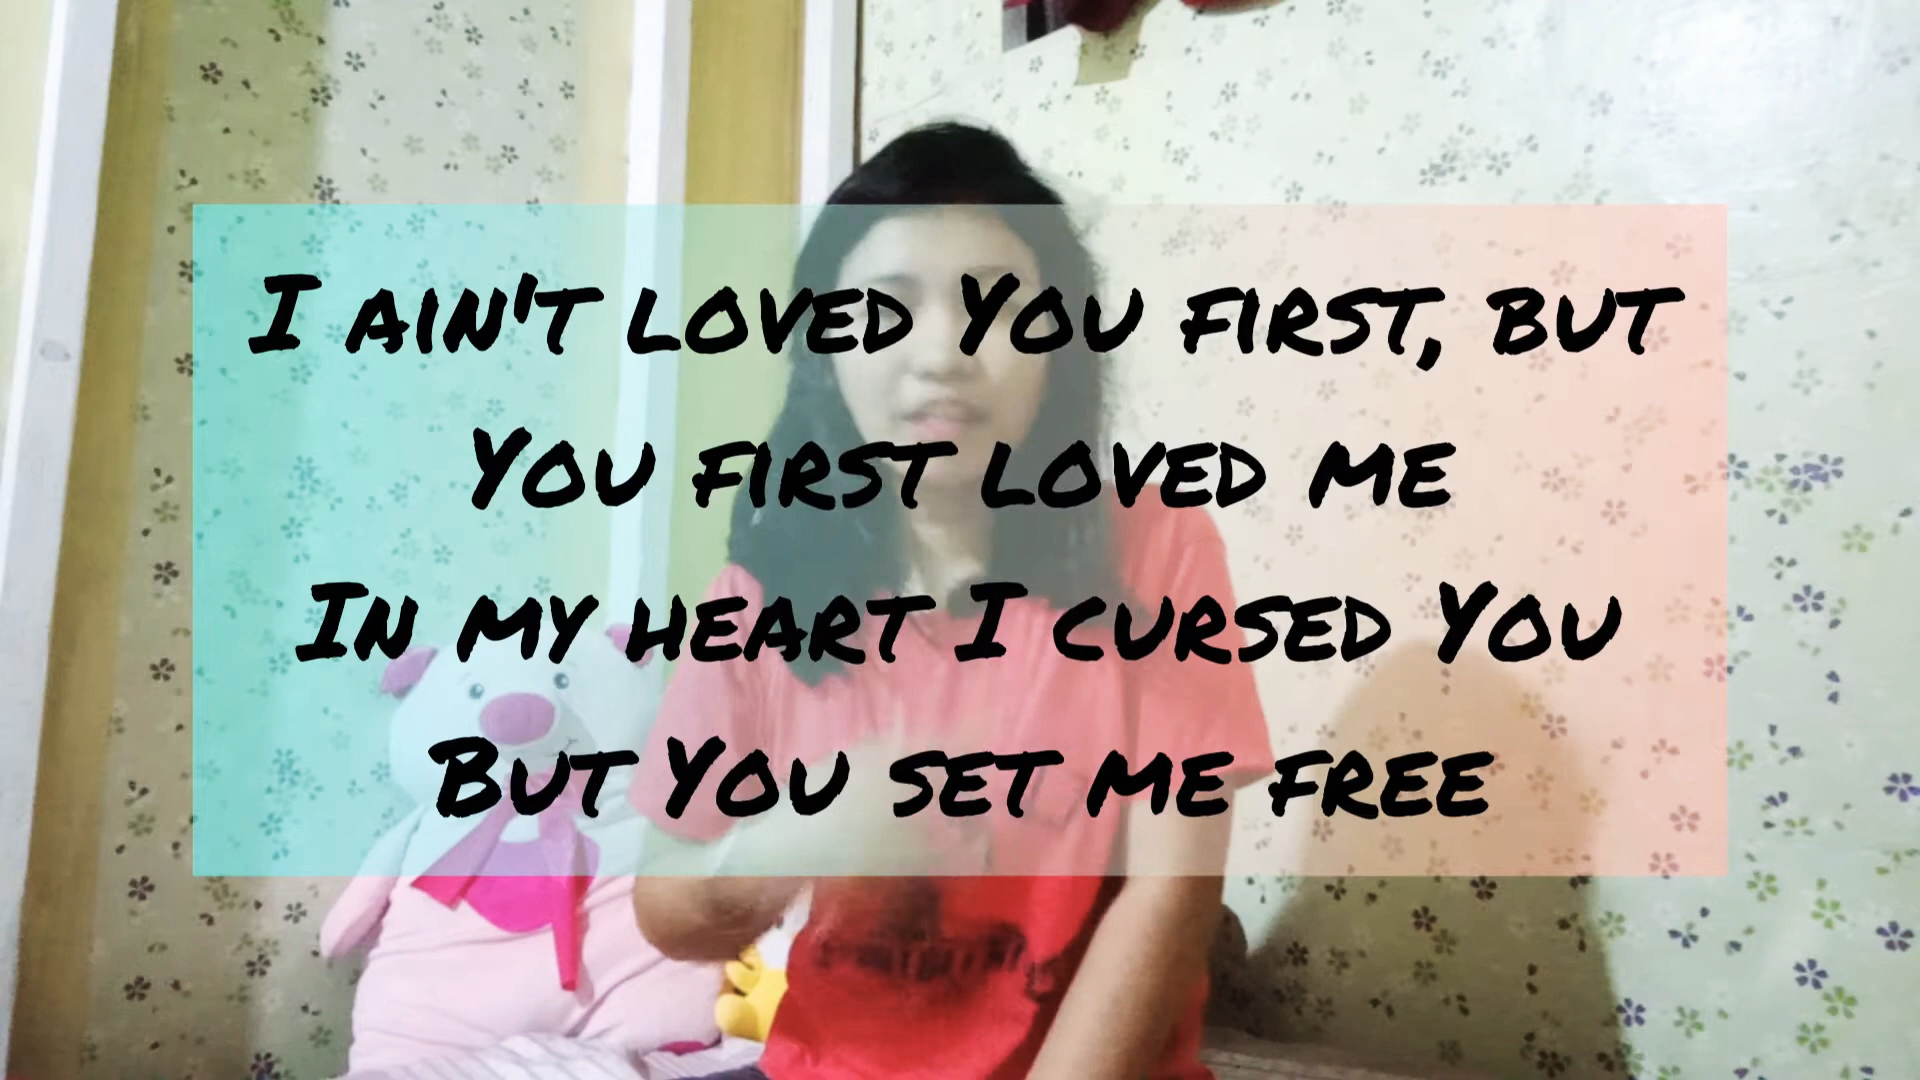 I ain't loved You first, but
You first loved me
In my heart I cursed You
But You set me free